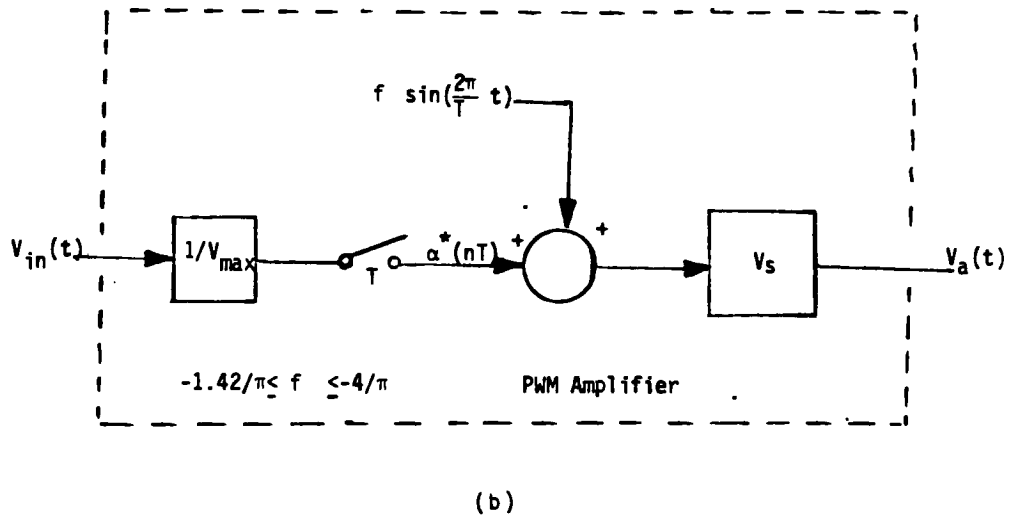 f sin(2π/T t)
V_in(t)
1/V_max
T
α*(nT)
+
+
V_s
V_a(t)
-1.42/π ≤ f ≤ -4/π
PWM Amplifier
(b)